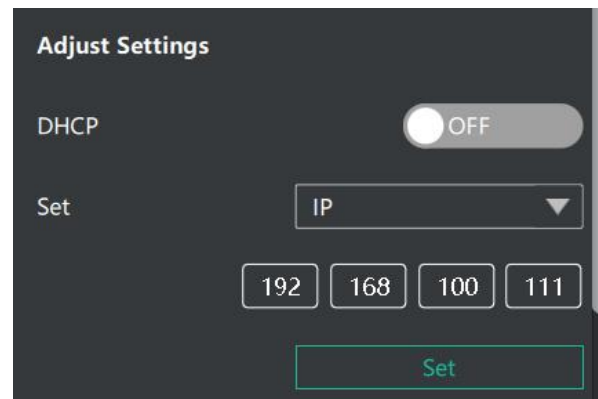 Adjust Settings
DHCP OFF
Set IP
192 168 100 111
Set